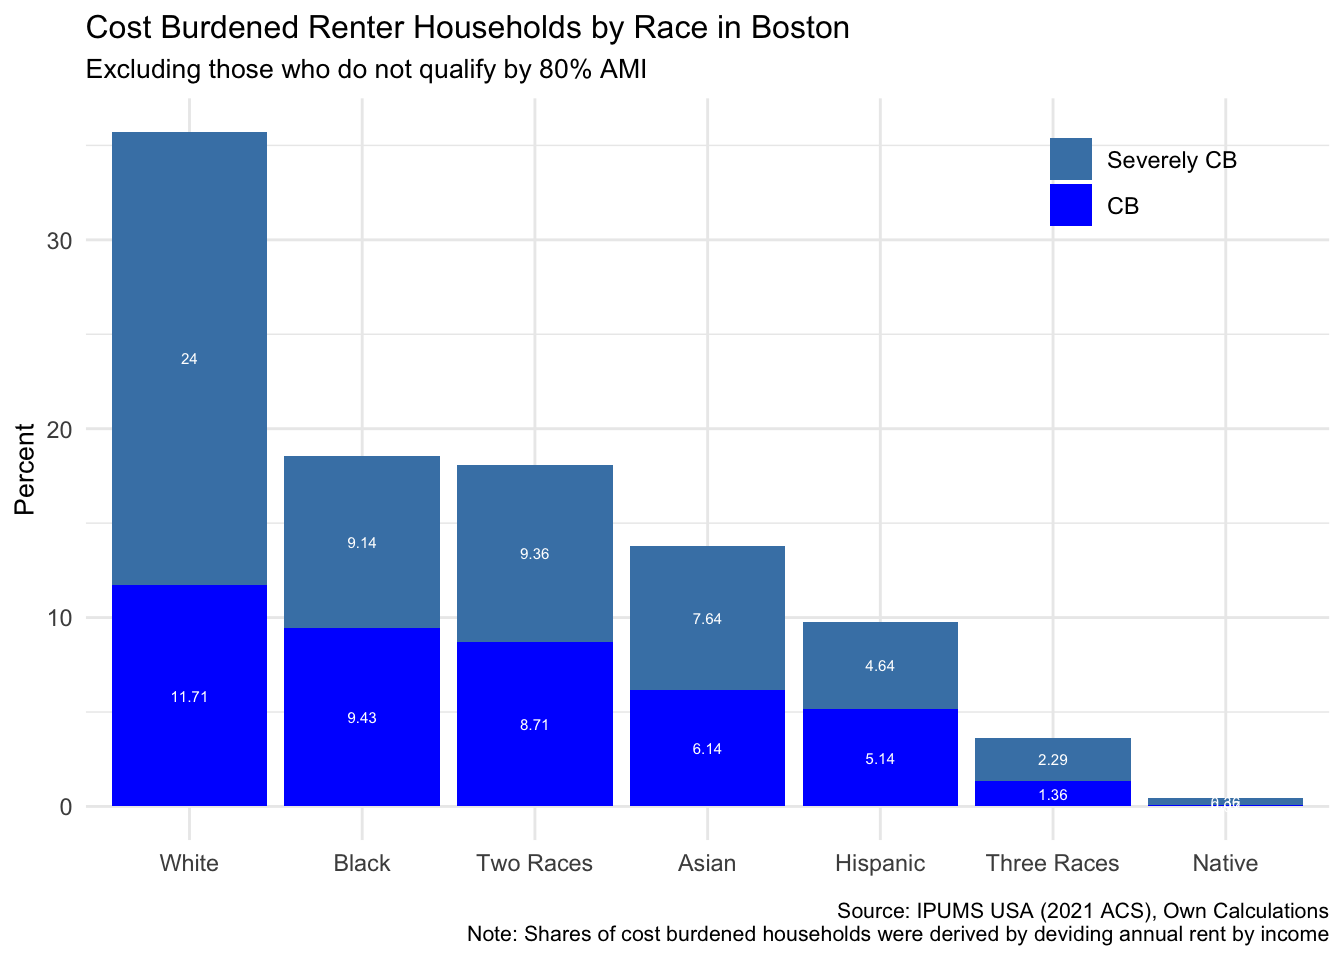 Cost Burdened Renter Households by Race in Boston
Excluding those who do not qualify by 80% AMI
Severely CB
CB
Percent
30
20
10
0
24
11.71
9.14
9.43
9.36
8.71
7.64
6.14
4.64
5.14
2.29
1.36
White
Black
Two Races
Asian
Hispanic
Three Races
Native
Source: IPUMS USA (2021 ACS), Own Calculations
Note: Shares of cost burdened households were derived by deviding annual rent by income